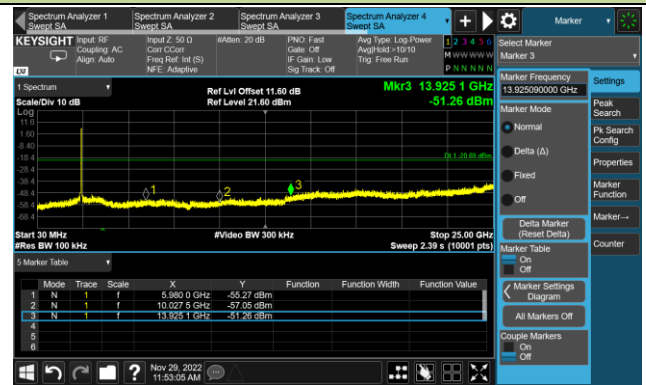 Spectrum Analyzer 1
Swept SA
Spectrum Analyzer 2
Swept SA
Spectrum Analyzer 3
Swept SA
Spectrum Analyzer 4
Swept SA
Marker
KEYSIGHT
Input: RF
Coupling: AC
Align: Auto
Input Z: 50 Ω
Corr CCorr
Freq Ref: Int (S)
NFE: Adaptive
#Atten: 20 dB
PNO: Fast
Gate: Off
IF Gain: Low
Sig Track: Off
Avg Type: Log-Power
Avg|Hold:>10/10
Trig: Free Run
1 2 3 4 5 6
M W W W W W
P N N N N N
LXI
Select Marker
Marker 3
1 Spectrum
Scale/Div 10 dB
Ref Lvl Offset 11.60 dB
Ref Level 21.60 dBm
Mkr3 13.925 1 GHz
-51.26 dBm
Log
11.6
1.60
-8.40
-18.4
-28.4
-38.4
-48.4
-58.4
-68.4
1
2
3
Start 30 MHz
#Res BW 100 kHz
#Video BW 300 kHz
Stop 25.00 GHz
Sweep 2.39 s (10001 pts)
5 Marker Table
Mode Trace Scale X Y Function Function Width Function Value
1 N 1 f 5.980 0 GHz -55.27 dBm
2 N 1 f 10.027 5 GHz -57.05 dBm
3 N 1 f 13.925 1 GHz -51.26 dBm
4
5
6
Marker Frequency
13.925090000 GHz
Marker Mode
Normal
Delta (Δ)
Fixed
Off
Delta Marker
(Reset Delta)
Marker Table
On
Off
Marker Settings
Diagram
All Markers Off
Couple Markers
On
Off
Settings
Peak
Search
Pk Search
Config
Properties
Marker
Function
Marker→
Counter
Nov 29, 2022
11:53:05 AM